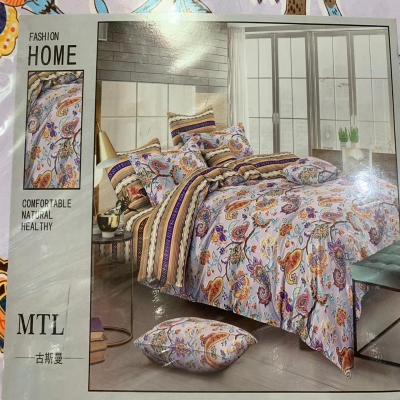 FASHION
HOME
COMFORTABLE
NATURAL
HEALTHY
MTL
古斯曼